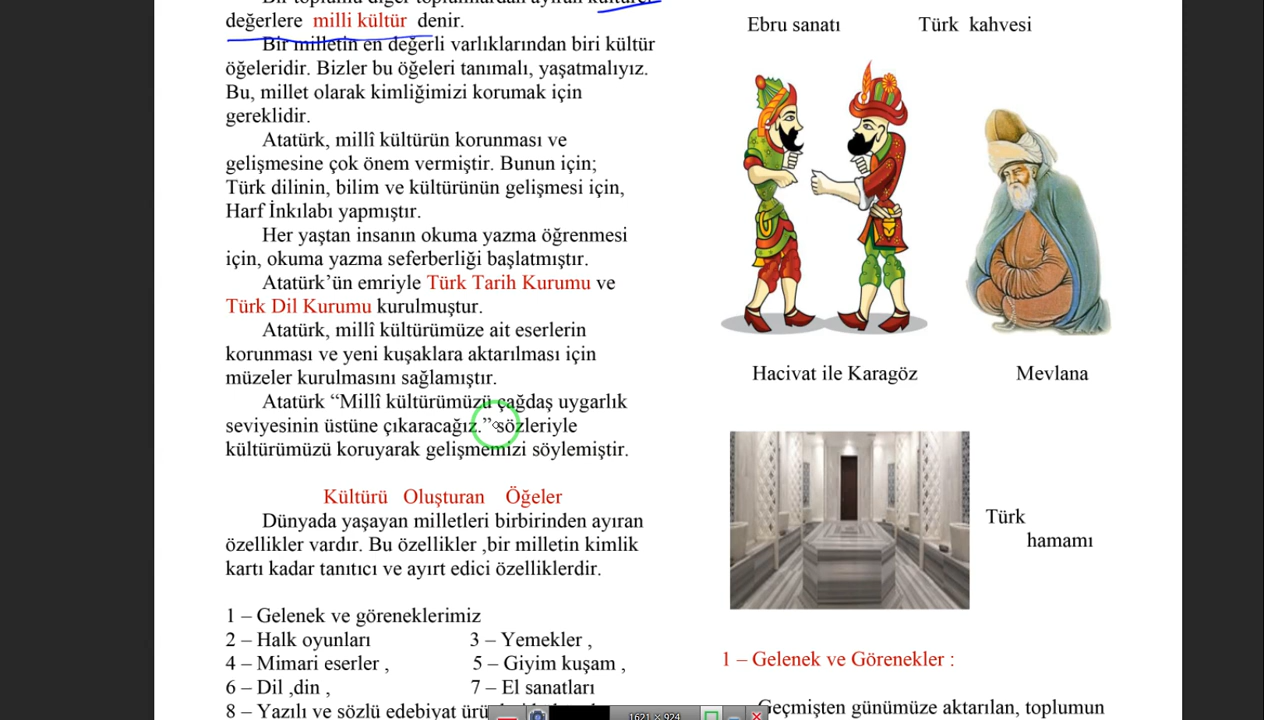 değerlere milli kültür denir.
Bir milletin en değerli varlıklarından biri kültür
öğeleridir. Bizler bu öğeleri tanımalı, yaşatmalıyız.
Bu, millet olarak kimliğimizi korumak için
gereklidir.
Atatürk, millî kültürün korunması ve
gelişmesine çok önem vermiştir. Bunun için;
Türk dilinin, bilim ve kültürünün gelişmesi için,
Harf İnkılabı yapmıştır.
Her yaştan insanın okuma yazma öğrenmesi
için, okuma yazma seferberliği başlatmıştır.
Atatürk’ün emriyle Türk Tarih Kurumu ve
Türk Dil Kurumu kurulmuştur.
Atatürk, millî kültürümüze ait eserlerin
korunması ve yeni kuşaklara aktarılması için
müzeler kurulmasını sağlamıştır.
Atatürk “Millî kültürümüzü çağdaş uygarlık
seviyesinin üstüne çıkaracağız.” sözleriyle
kültürümüzü koruyarak gelişmemizi söylemiştir.
Kültürü Oluşturan Öğeler
Dünyada yaşayan milletleri birbirinden ayıran
özellikler vardır. Bu özellikler ,bir milletin kimlik
kartı kadar tanıtıcı ve ayırt edici özelliklerdir.
1 – Gelenek ve göreneklerimiz
2 – Halk oyunları 3 – Yemekler ,
4 – Mimari eserler , 5 – Giyim kuşam ,
6 – Dil ,din , 7 – El sanatları
8 – Yazılı ve sözlü edebiyat
Ebru sanatı Türk kahvesi
Hacivat ile Karagöz Mevlana
Türk
hamamı
1 – Gelenek ve Görenekler :
Geçmişten günümüze aktarılan, toplumun
1621 × 924